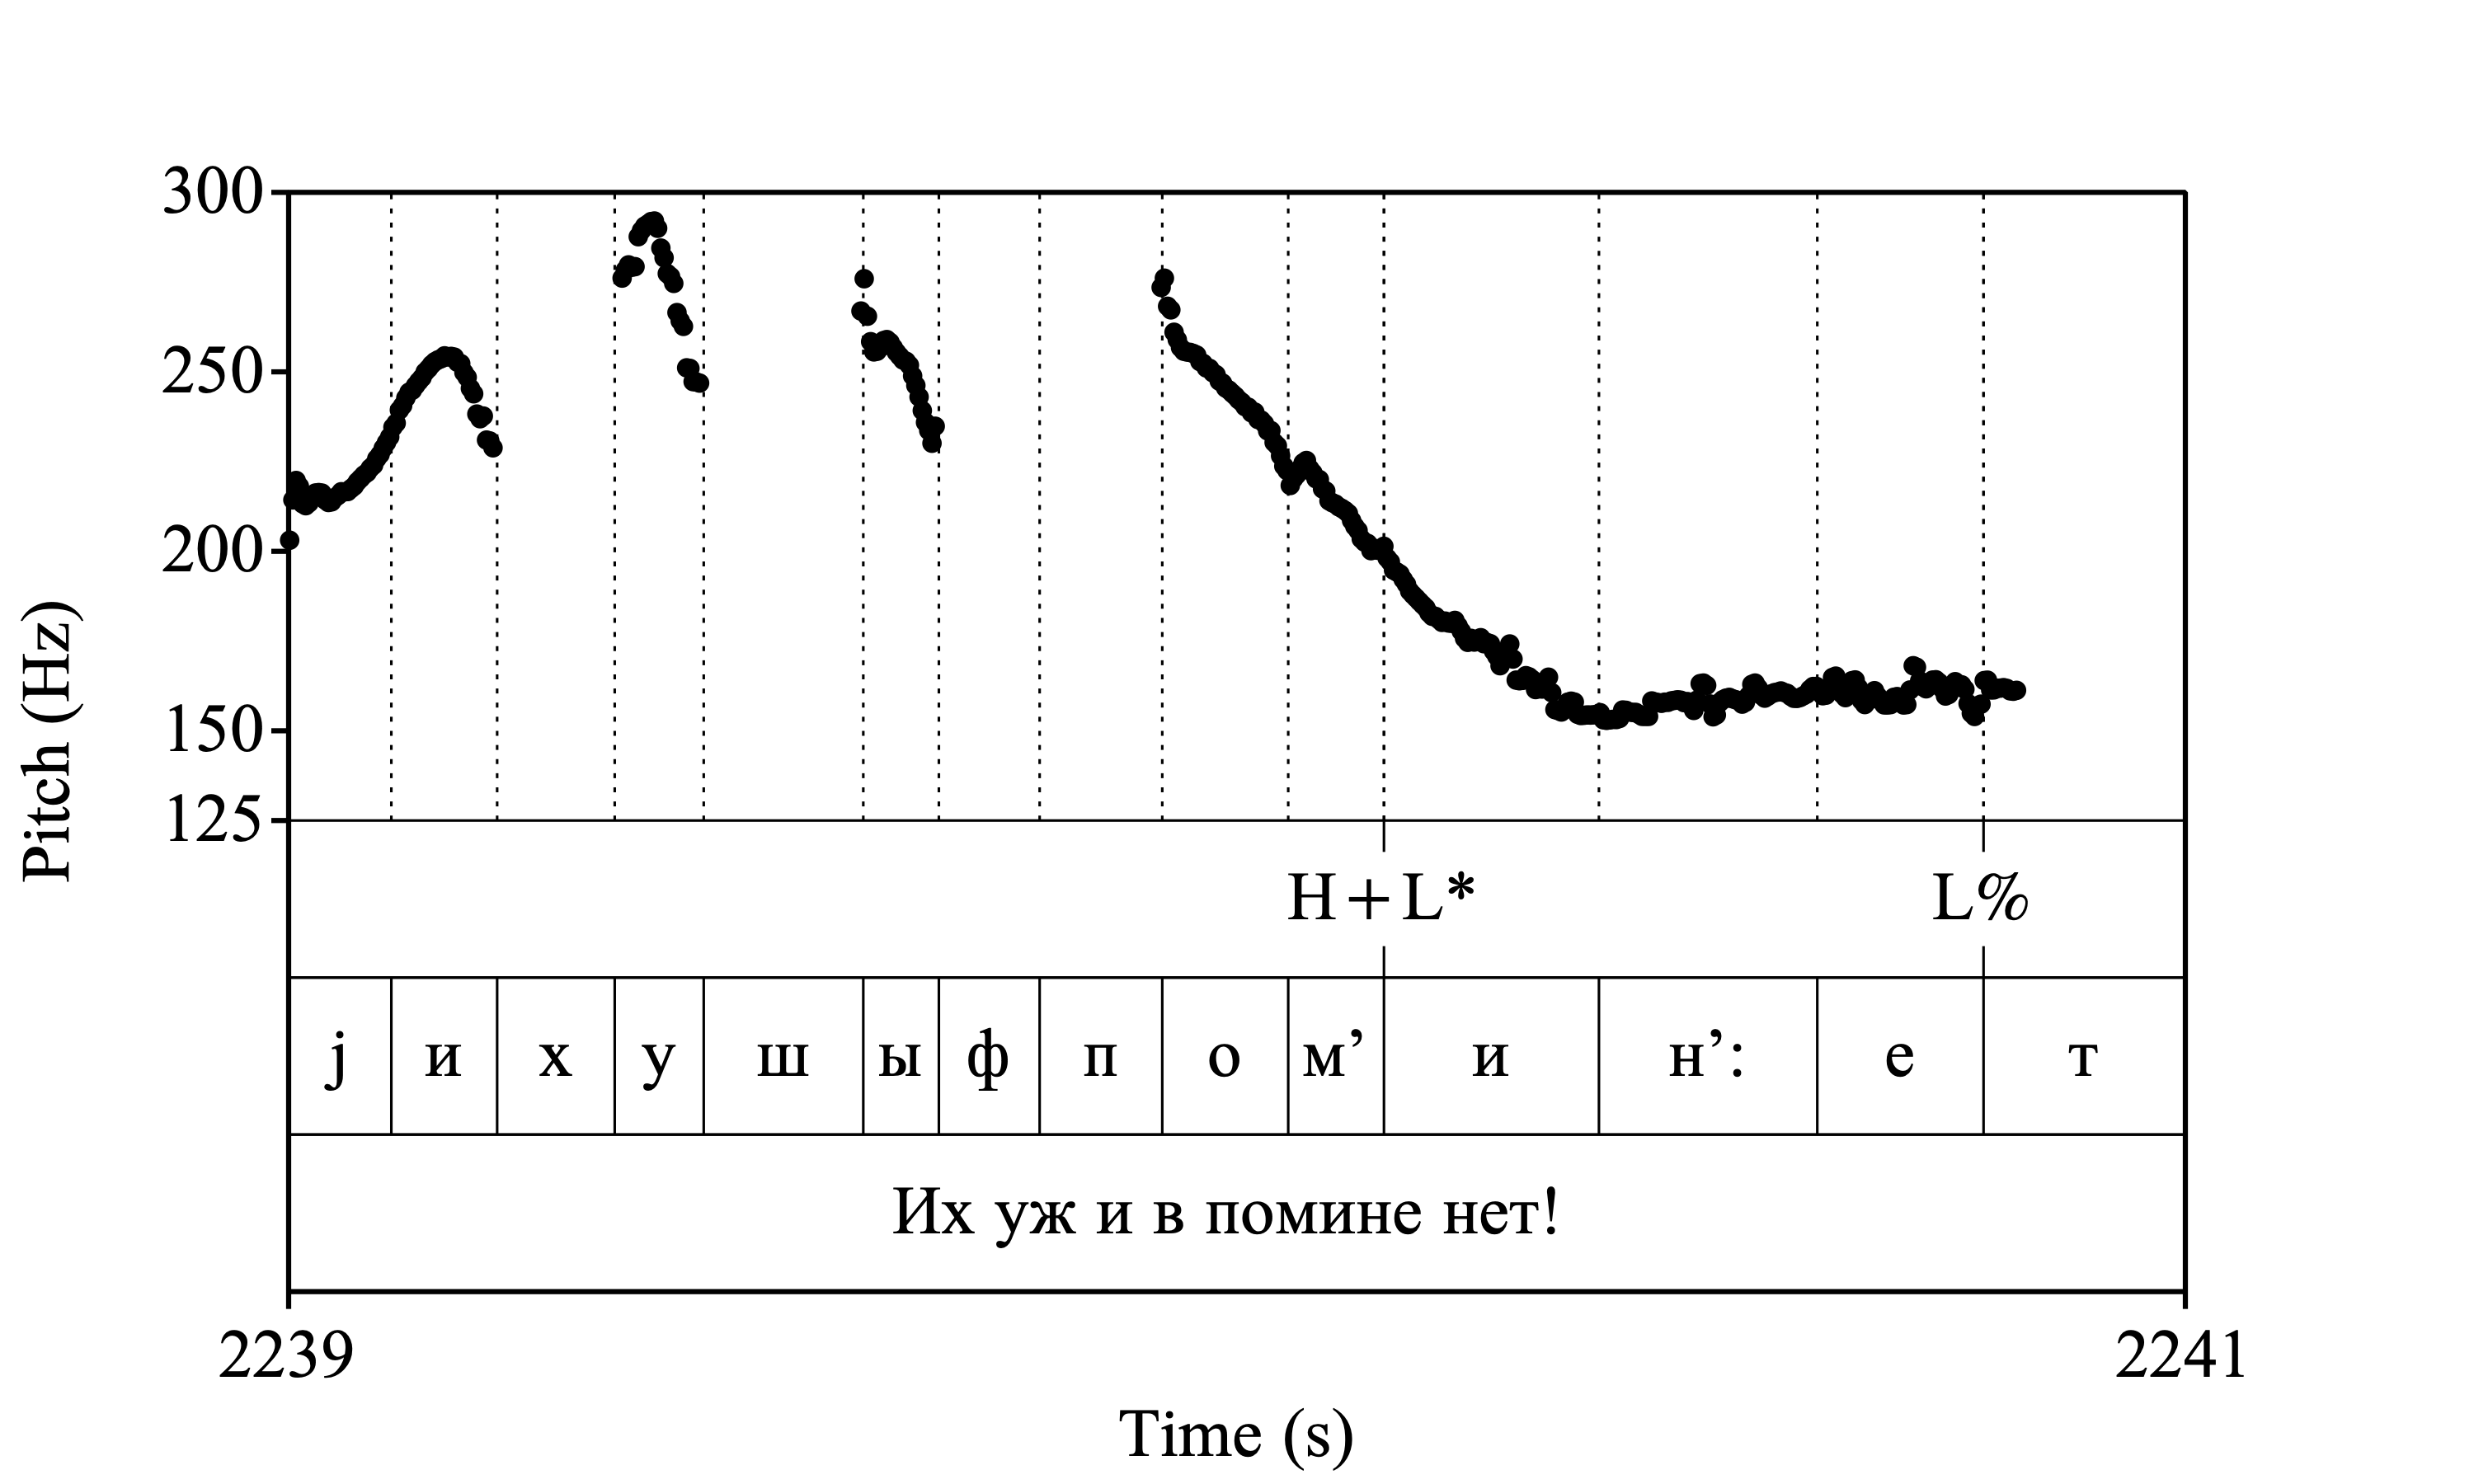 300
250
200
150
125
Pitch (Hz)
H+L* L%
j и х у ш ы ф п о м’ и н’: е т
Их уж и в помине нет!
2239 2241
Time (s)